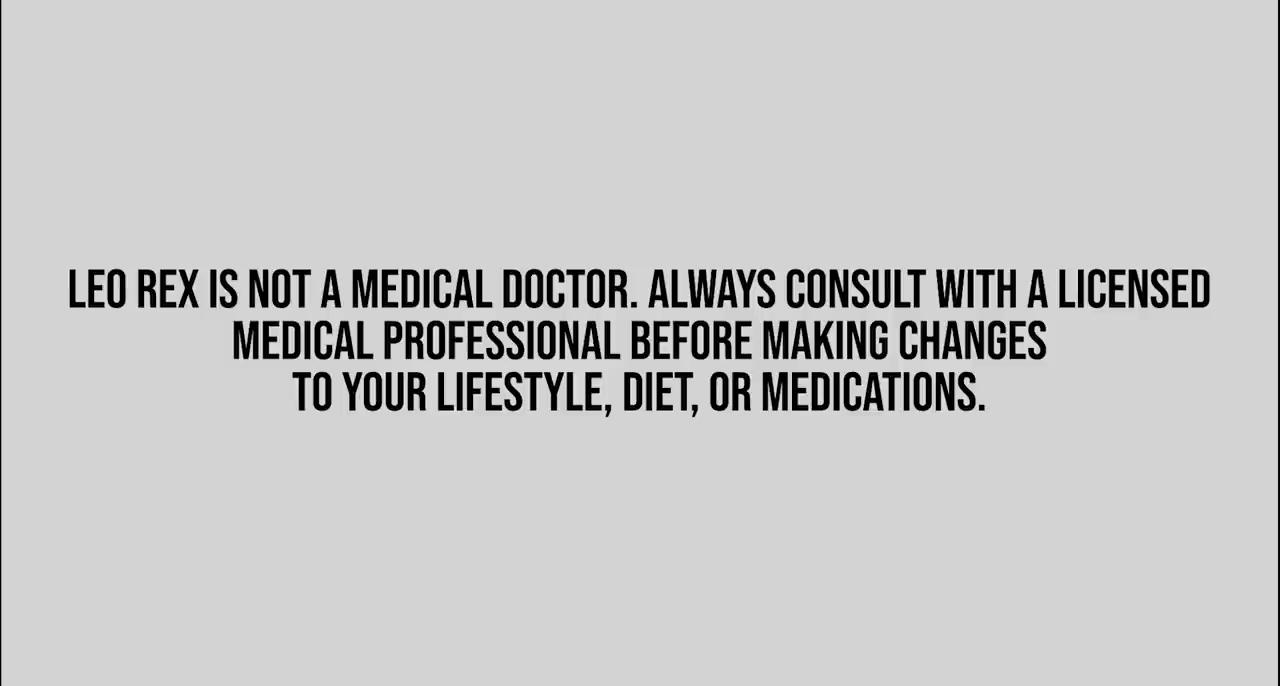 LEO REX IS NOT A MEDICAL DOCTOR. ALWAYS CONSULT WITH A LICENSED
MEDICAL PROFESSIONAL BEFORE MAKING CHANGES
TO YOUR LIFESTYLE, DIET, OR MEDICATIONS.